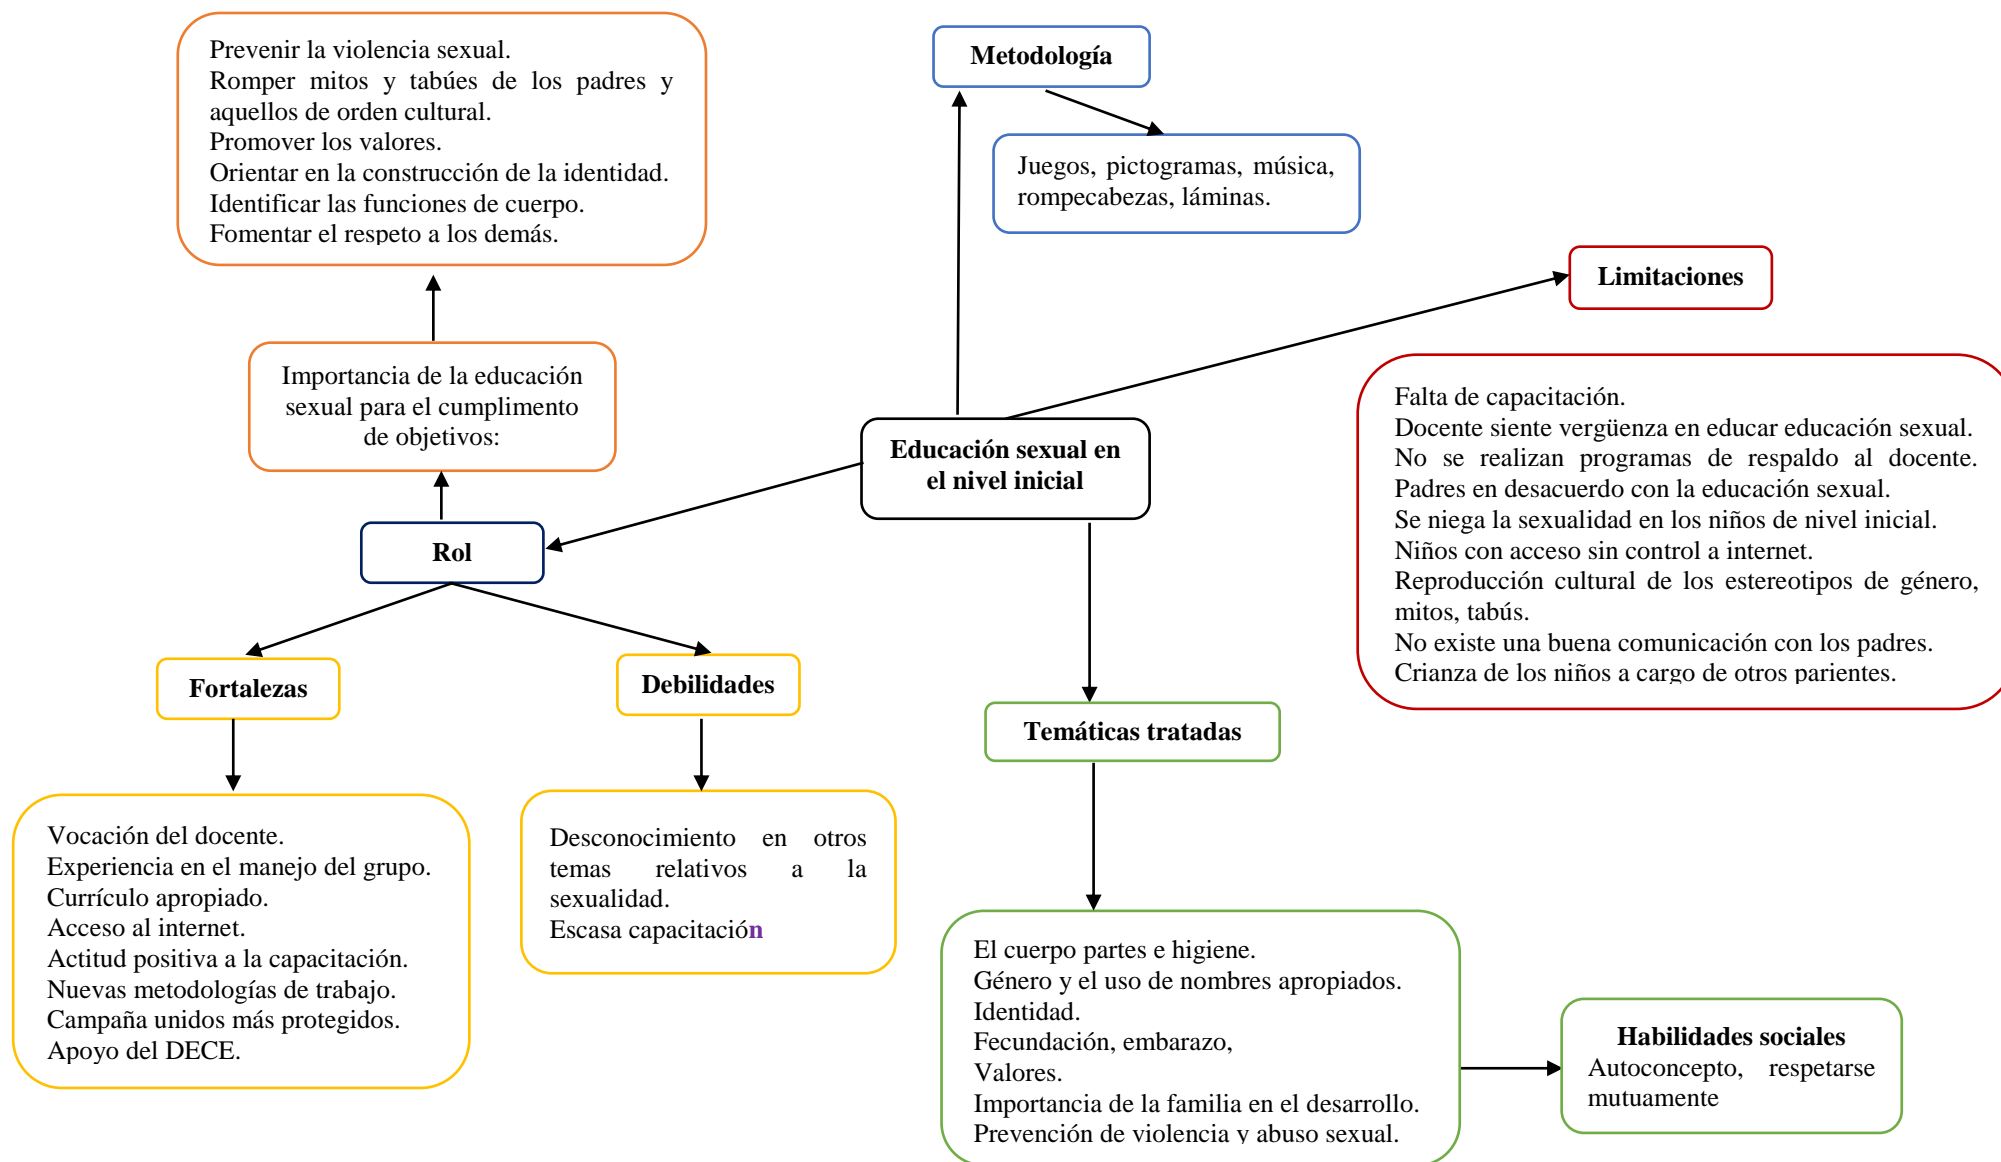 Prevenir la violencia sexual.
Romper mitos y tabúes de los padres y
aquellos de orden cultural.
Promover los valores.
Orientar en la construcción de la identidad.
Identificar las funciones de cuerpo.
Fomentar el respeto a los demás.
Metodología
Juegos, pictogramas, música,
rompecabezas, láminas.
Limitaciones
Importancia de la educación
sexual para el cumplimento
de objetivos:
Falta de capacitación.
Docente siente vergüenza en educar educación sexual.
No se realizan programas de respaldo al docente.
Padres en desacuerdo con la educación sexual.
Se niega la sexualidad en los niños de nivel inicial.
Niños con acceso sin control a internet.
Reproducción cultural de los estereotipos de género,
mitos, tabús.
No existe una buena comunicación con los padres.
Crianza de los niños a cargo de otros parientes.
Educación sexual en
el nivel inicial
Rol
Fortalezas
Debilidades
Temáticas tratadas
Vocación del docente.
Experiencia en el manejo del grupo.
Currículo apropiado.
Acceso al internet.
Actitud positiva a la capacitación.
Nuevas metodologías de trabajo.
Campaña unidos más protegidos.
Apoyo del DECE.
Desconocimiento en otros
temas relativos a la
sexualidad.
Escasa capacitación
El cuerpo partes e higiene.
Género y el uso de nombres apropiados.
Identidad.
Fecundación, embarazo,
Valores.
Importancia de la familia en el desarrollo.
Prevención de violencia y abuso sexual.
Habilidades sociales
Autoconcepto, respetarse
mutuamente